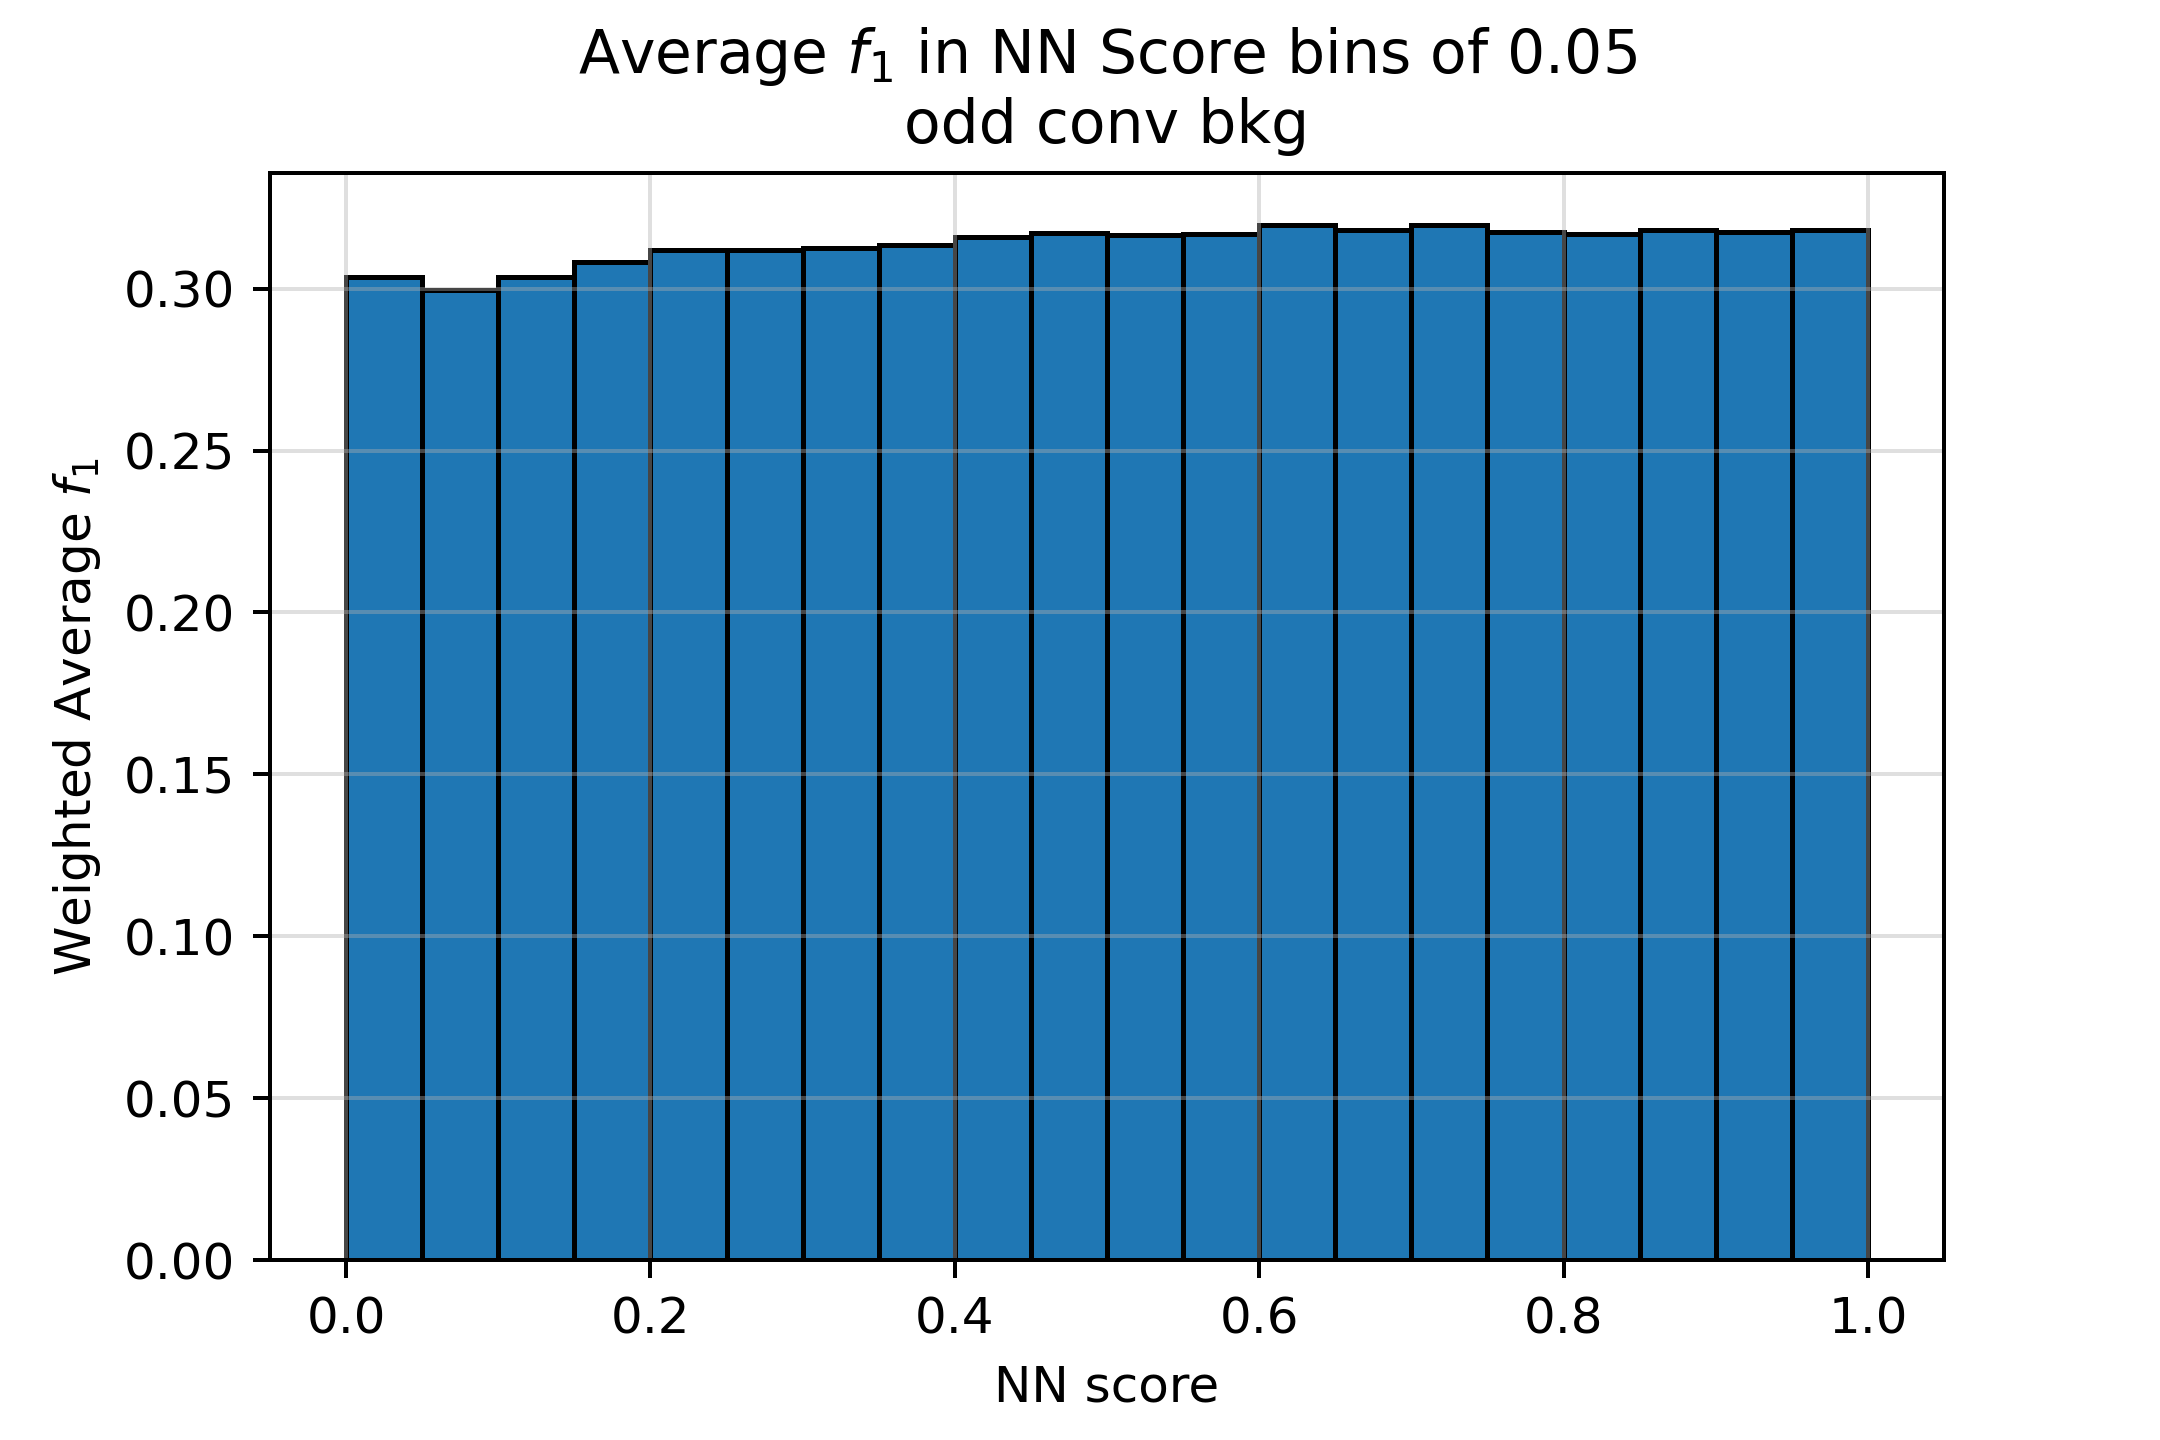 Average f₁ in NN Score bins of 0.05
odd conv bkg
Weighted Average f₁
0.30
0.25
0.20
0.15
0.10
0.05
0.00
0.0 0.2 0.4 0.6 0.8 1.0
NN score